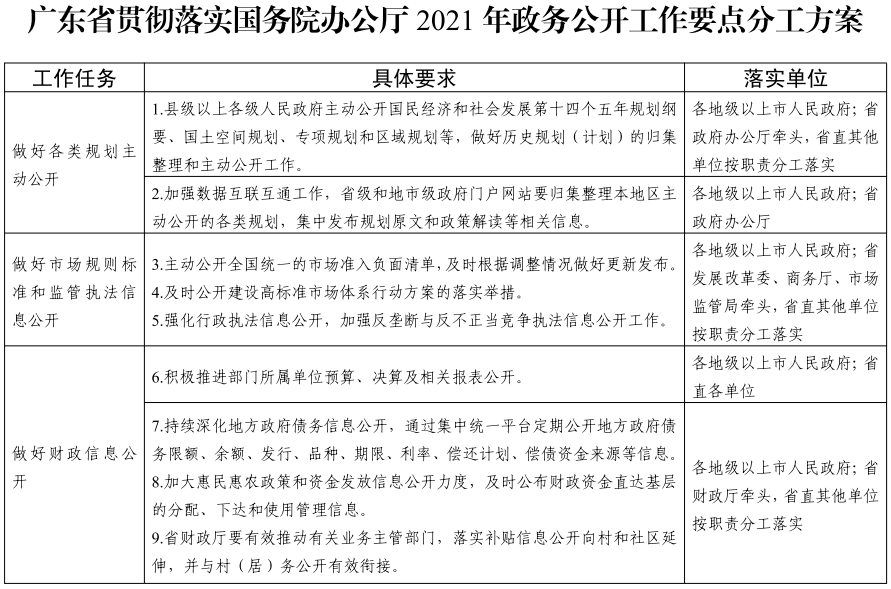 广东省贯彻落实国务院办公厅 2021 年政务公开工作要点分工方案
工作任务
具体要求
落实单位
做好各类规划主
动公开
1.县级以上各级人民政府主动公开国民经济和社会发展第十四个五年规划纲
要、国土空间规划、专项规划和区域规划等，做好历史规划（计划）的归集
整理和主动公开工作。
各地级以上市人民政府；省
政府办公厅牵头，省直其他
单位按职责分工落实
2.加强数据互联互通工作，省级和地市级政府门户网站要归集整理本地区主
动公开的各类规划，集中发布规划原文和政策解读等相关信息。
各地级以上市人民政府；省
政府办公厅
做好市场规则标
准和监管执法信
息公开
3.主动公开全国统一的市场准入负面清单，及时根据调整情况做好更新发布。
4.及时公开建设高标准市场体系行动方案的落实举措。
5.强化行政执法信息公开，加强反垄断与反不正当竞争执法信息公开工作。
各地级以上市人民政府；省
发展改革委、商务厅、市场
监管局牵头，省直其他单位
按职责分工落实
做好财政信息公
开
6.积极推进部门所属单位预算、决算及相关报表公开。
各地级以上市人民政府；省
直各单位
7.持续深化地方政府债务信息公开，通过集中统一平台定期公开地方政府债
务限额、余额、发行、品种、期限、利率、偿还计划、偿债资金来源等信息。
8.加大惠民惠农政策和资金发放信息公开力度，及时公布财政资金直达基层
的分配、下达和使用管理信息。
9.省财政厅要有效推动有关业务主管部门，落实补贴信息公开向村和社区延
伸，并与村（居）务公开有效衔接。
各地级以上市人民政府；省
财政厅牵头，省直其他单位
按职责分工落实